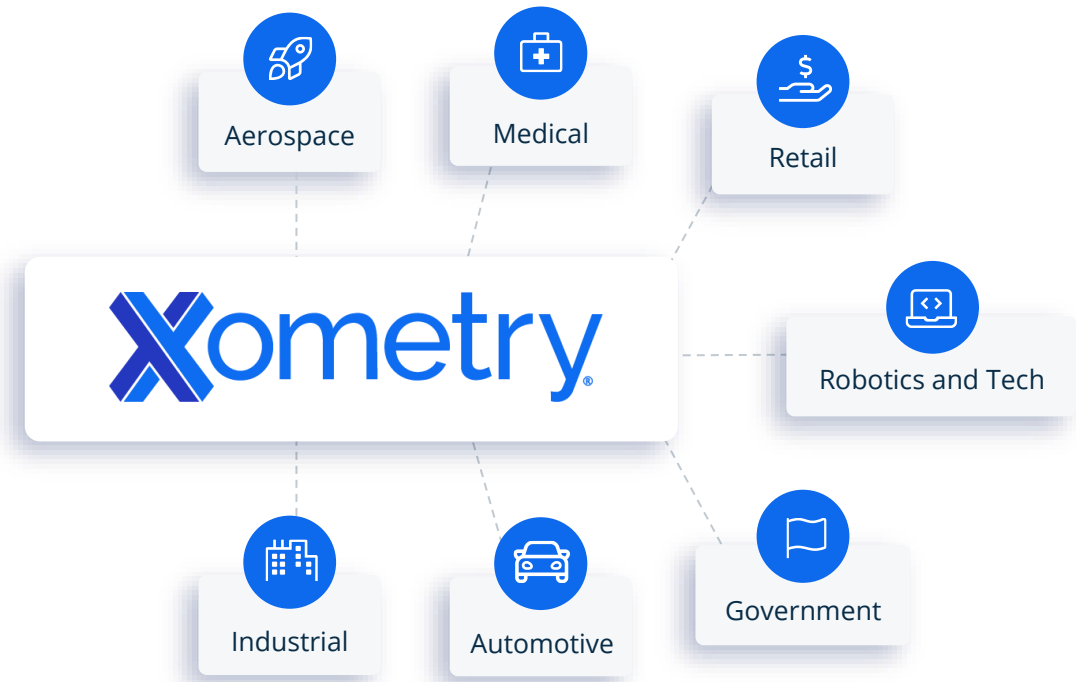 Aerospace
Medical
Retail
Xometry®
Robotics and Tech
Industrial
Automotive
Government